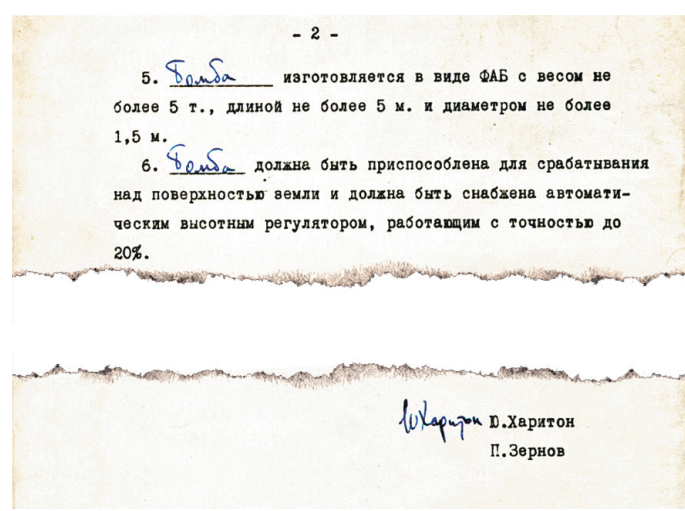 - 2 -
5. Бомба изготовляется в виде ФАБ с весом не
более 5 т., длиной не более 5 м. и диаметром не более
1,5 м.
6. Бомба должна быть приспособлена для срабатывания
над поверхностью земли и должна быть снабжена автомати-
ческим высотным регулятором, работающим с точностью до
20%.
ЮХаритон Ю.Харитон
П.Зернов